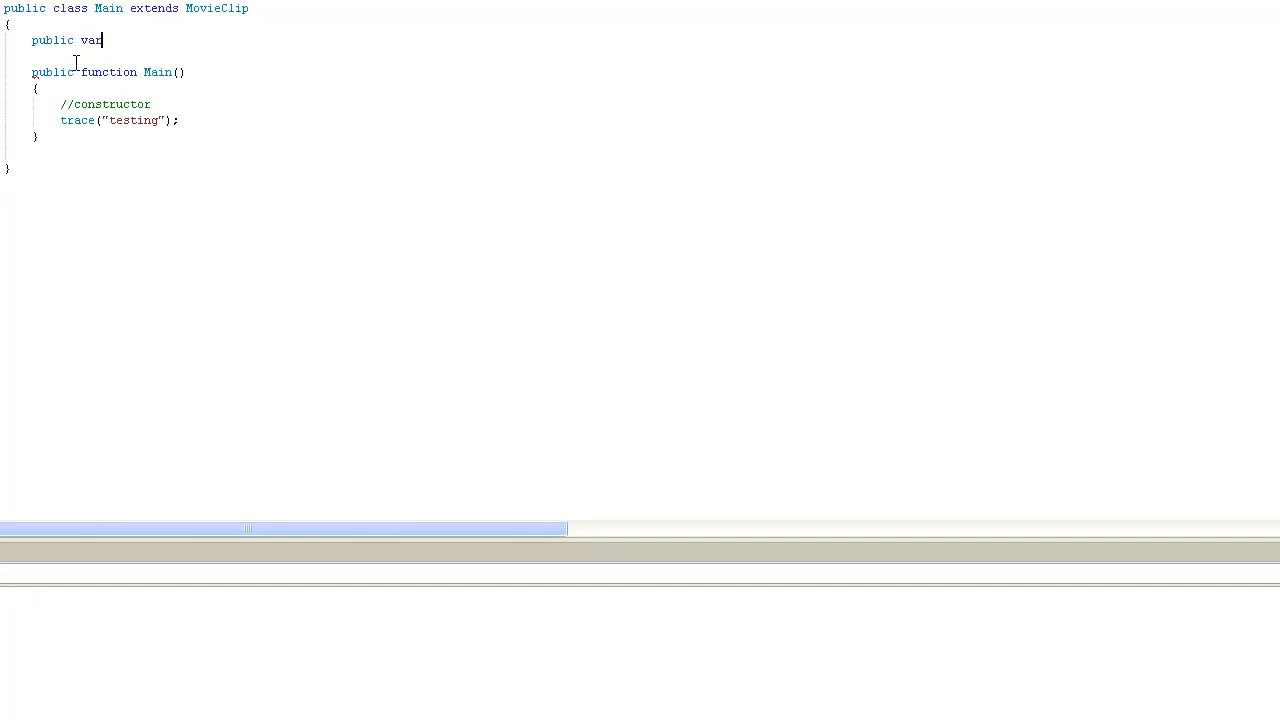 public class Main extends MovieClip
{
public var
public function Main()
{
//constructor
trace("testing");
}
}